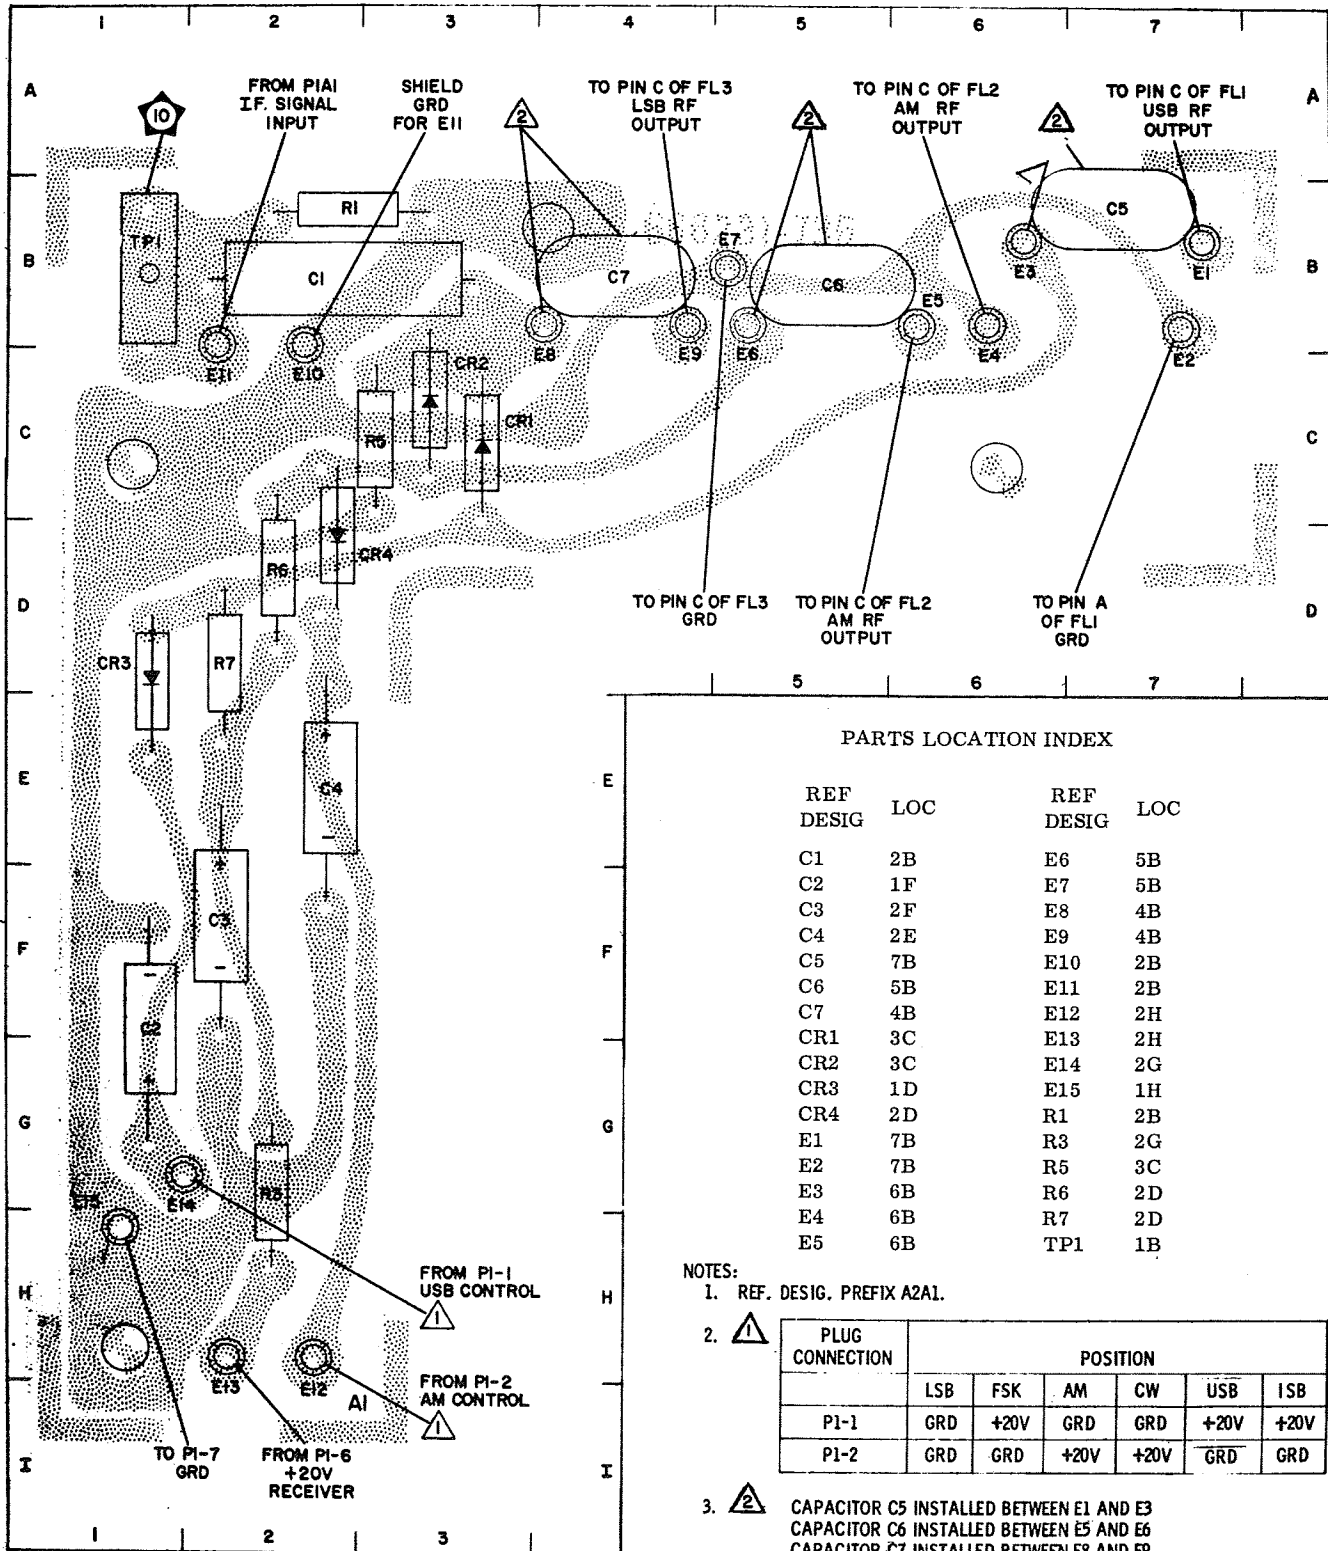 1 2 3 4 5 6 7
A
A
10
FROM P1A1
I.F. SIGNAL
INPUT
SHIELD
GRD
FOR E11
2
TO PIN C OF FL3
LSB RF
OUTPUT
2
TO PIN C OF FL2
AM RF
OUTPUT
2
TO PIN C OF FL1
USB RF
OUTPUT
B
B
TP1
R1
C1
C7
E7
C6
E5
C5
E3
E1
E11
E10
E8
E9
E6
E4
E2
C
C
CR2
CR1
R5
R6
CR4
D
D
TO PIN C OF FL3
GRD
TO PIN C OF FL2
AM RF
OUTPUT
TO PIN A
OF FL1
GRD
CR3
R7
5 6 7
E
E
+
C4
−
+
C3
−
F
F
−
C2
+
G
G
E15
E14
R3
H
H
FROM P1-1
USB CONTROL
1
E13
E12
A1
FROM P1-2
AM CONTROL
1
I
I
TO P1-7
GRD
FROM P1-6
+20V
RECEIVER
1 2 3
PARTS LOCATION INDEX
REF DESIG LOC REF DESIG LOC
C1 2B E6 5B
C2 1F E7 5B
C3 2F E8 4B
C4 2E E9 4B
C5 7B E10 2B
C6 5B E11 2B
C7 4B E12 2H
CR1 3C E13 2H
CR2 3C E14 2G
CR3 1D E15 1H
CR4 2D R1 2B
E1 7B R3 2G
E2 7B R5 3C
E3 6B R6 2D
E4 6B R7 2D
E5 6B TP1 1B
NOTES:
1. REF. DESIG. PREFIX A2A1.
2. 1
PLUG CONNECTION POSITION
LSB FSK AM CW USB ISB
P1-1 GRD +20V GRD GRD +20V +20V
P1-2 GRD GRD +20V +20V GRD GRD
3. 2 CAPACITOR C5 INSTALLED BETWEEN E1 AND E3
CAPACITOR C6 INSTALLED BETWEEN E5 AND E6
CAPACITOR C7 INSTALLED BETWEEN E8 AND E9